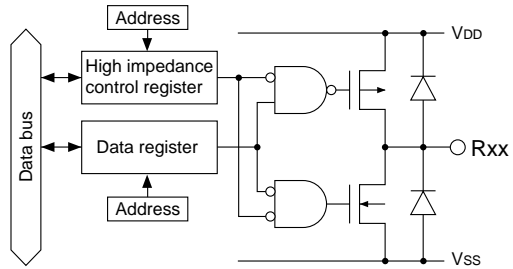 Address
VDD
High impedance
control register
Data bus
Data register
Rxx
Address
VSS